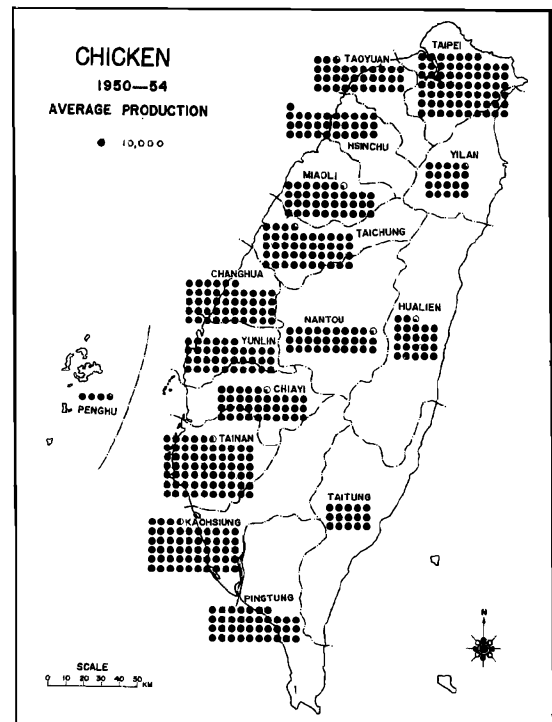 CHICKEN
1950—54
AVERAGE PRODUCTION
10,000
TAIPEI
TAOYUAN
HSINCHU
YILAN
MIAOLI
TAICHUNG
CHANGHUA
NANTOU
HUALIEN
YUNLIN
CHIAYI
PENGHU
TAINAN
TAITUNG
KAOHSIUNG
PINGTUNG
N
SCALE
0 10 20 30 40 50
KM